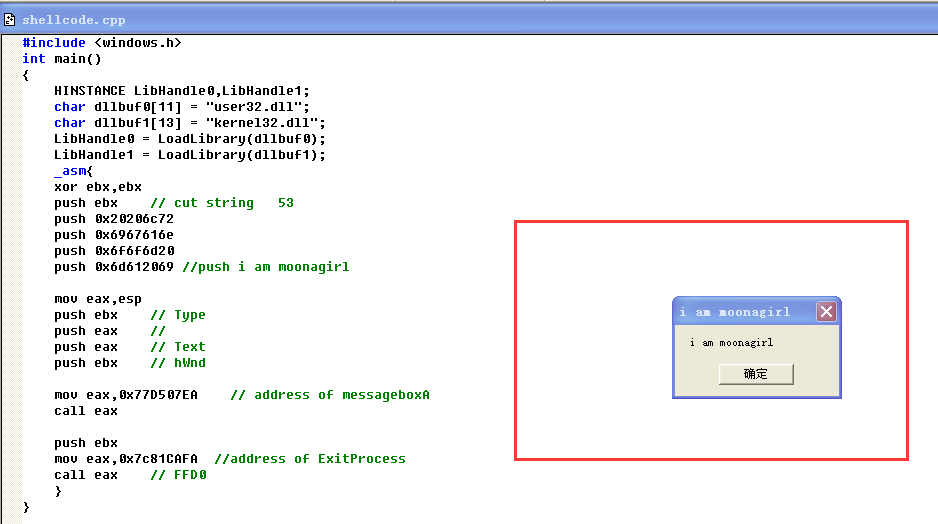 shellcode.cpp
#include <windows.h>
int main()
{
HINSTANCE LibHandle0,LibHandle1;
char dllbuf0[11] = "user32.dll";
char dllbuf1[13] = "kernel32.dll";
LibHandle0 = LoadLibrary(dllbuf0);
LibHandle1 = LoadLibrary(dllbuf1);
_asm{
xor ebx,ebx
push ebx // cut string 53
push 0x20206c72
push 0x6967616e
push 0x6f6f6d20
push 0x6d612069 //push i am moonagirl
mov eax,esp
push ebx // Type
push eax //
push eax // Text
push ebx // hWnd
mov eax,0x77D507EA // address of messageboxA
call eax
push ebx
mov eax,0x7c81CAFA //address of ExitProcess
call eax // FFD0
}
}
i am moonagirl
i am moonagirl
确定